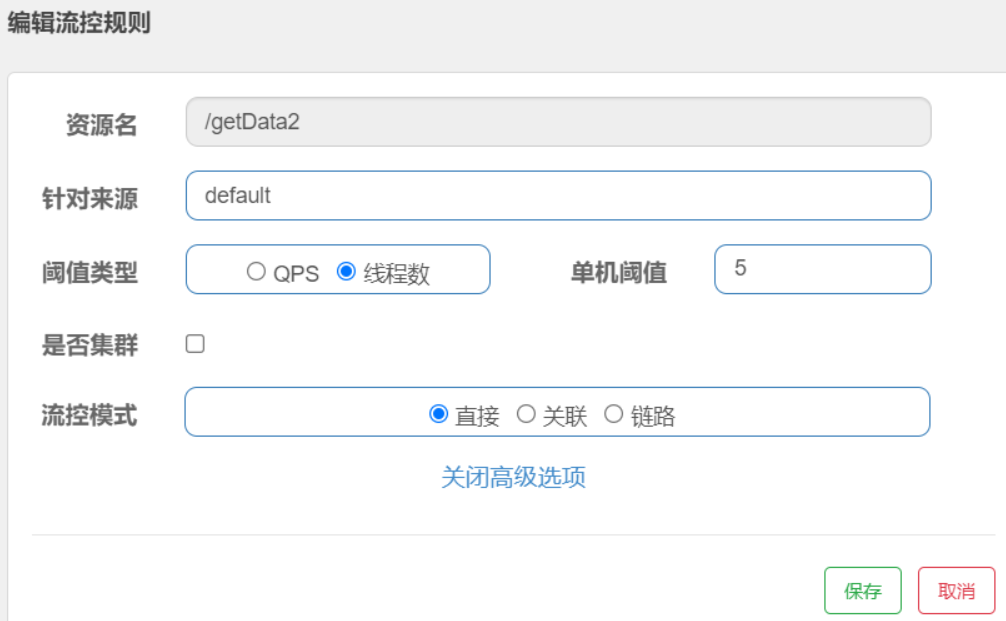 编辑流控规则
资源名 /getData2
针对来源 default
阈值类型 QPS 线程数 单机阈值 5
是否集群
流控模式 直接 关联 链路
关闭高级选项
保存 取消